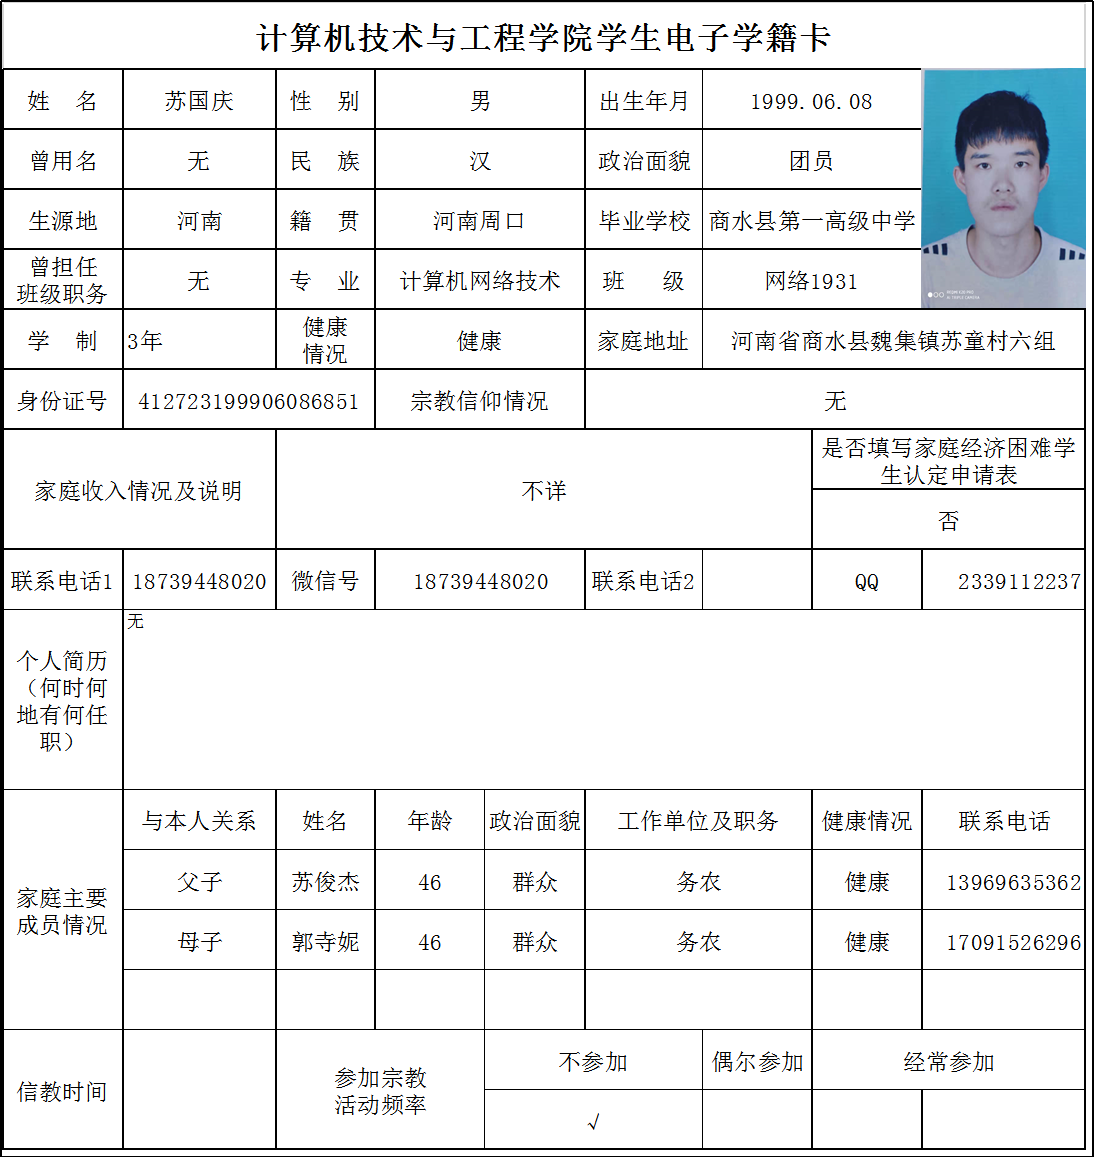 计算机技术与工程学院学生电子学籍卡
姓 名 苏国庆 性 别 男 出生年月 1999.06.08
曾用名 无 民 族 汉 政治面貌 团员
生源地 河南 籍 贯 河南周口 毕业学校 商水县第一高级中学
曾担任
班级职务 无 专 业 计算机网络技术 班 级 网络1931
学 制 3年 健康
情况 健康 家庭地址 河南省商水县魏集镇苏童村六组
身份证号 412723199906086851 宗教信仰情况 无
家庭收入情况及说明 不详 是否填写家庭经济困难学
生认定申请表
否
联系电话1 18739448020 微信号 18739448020 联系电话2 QQ 2339112237
个人简历
（何时何
地有何任
职） 无
家庭主要
成员情况 与本人关系 姓名 年龄 政治面貌 工作单位及职务 健康情况 联系电话
父子 苏俊杰 46 群众 务农 健康 13969635362
母子 郭寺妮 46 群众 务农 健康 17091526296
信教时间 参加宗教
活动频率 不参加 偶尔参加 经常参加
√